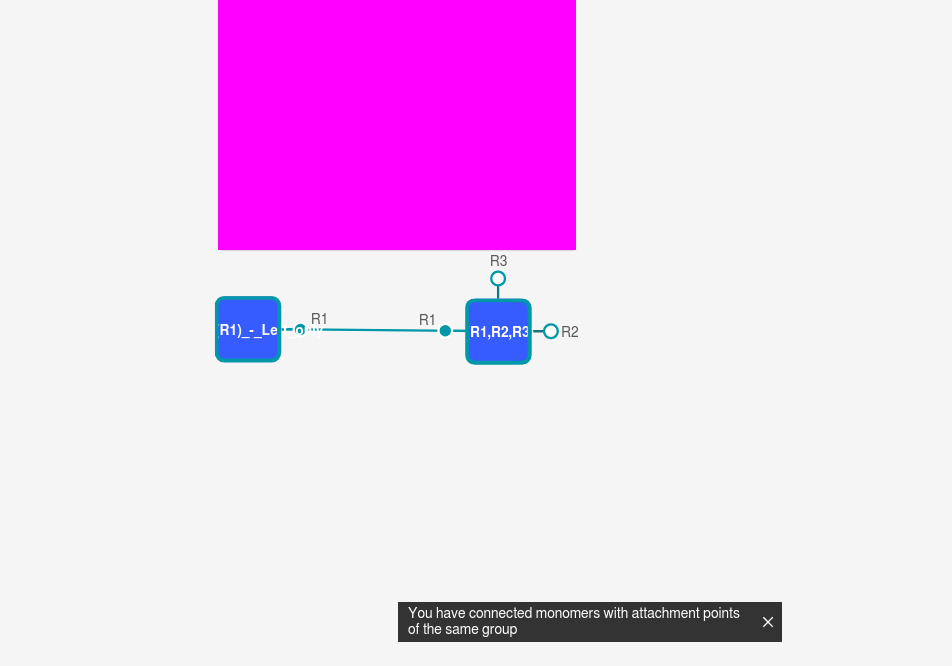 R3
R1
R1
R1)_-_Le
R1,R2,R3
R2
You have connected monomers with attachment points
of the same group